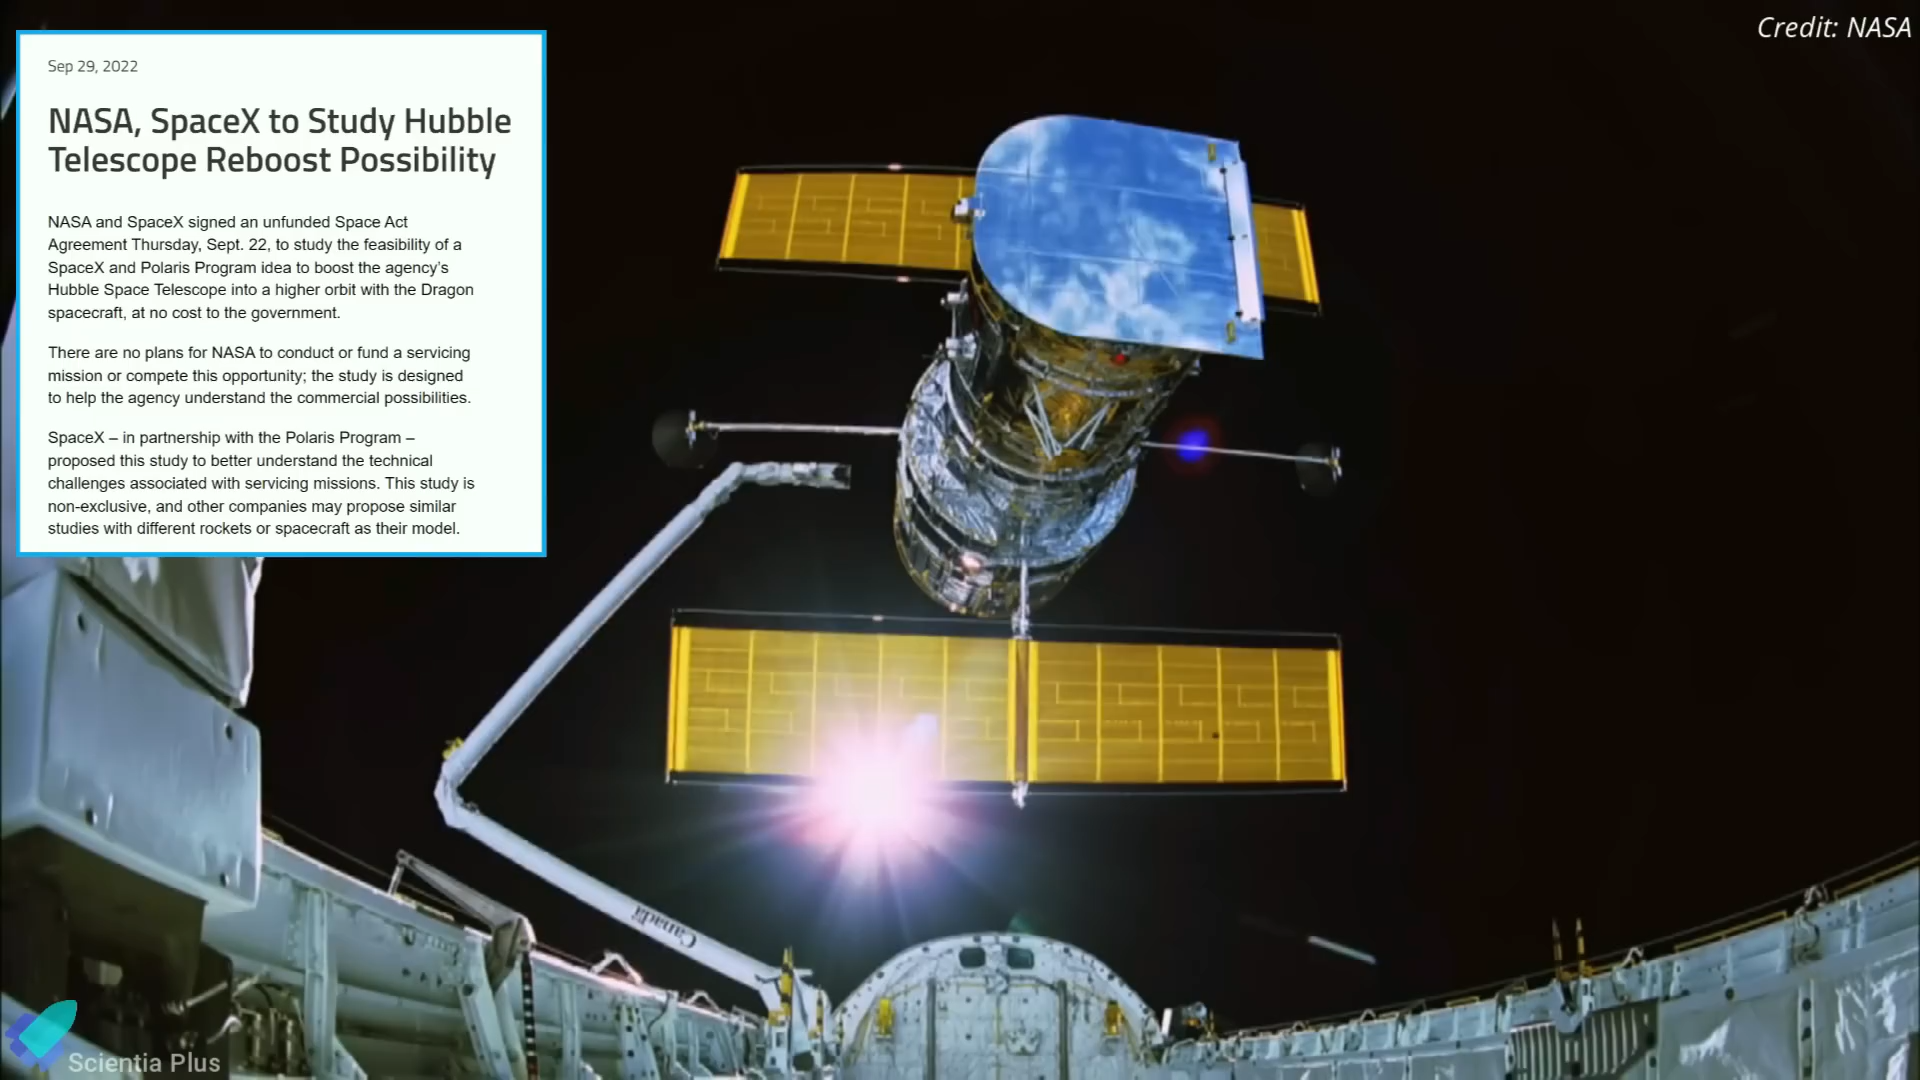 Credit: NASA
Sep 29, 2022
NASA, SpaceX to Study Hubble
Telescope Reboost Possibility
NASA and SpaceX signed an unfunded Space Act
Agreement Thursday, Sept. 22, to study the feasibility of a
SpaceX and Polaris Program idea to boost the agency’s
Hubble Space Telescope into a higher orbit with the Dragon
spacecraft, at no cost to the government.
There are no plans for NASA to conduct or fund a servicing
mission or compete this opportunity; the study is designed
to help the agency understand the commercial possibilities.
SpaceX – in partnership with the Polaris Program –
proposed this study to better understand the technical
challenges associated with servicing missions. This study is
non-exclusive, and other companies may propose similar
studies with different rockets or spacecraft as their model.
Canada
Scientia Plus